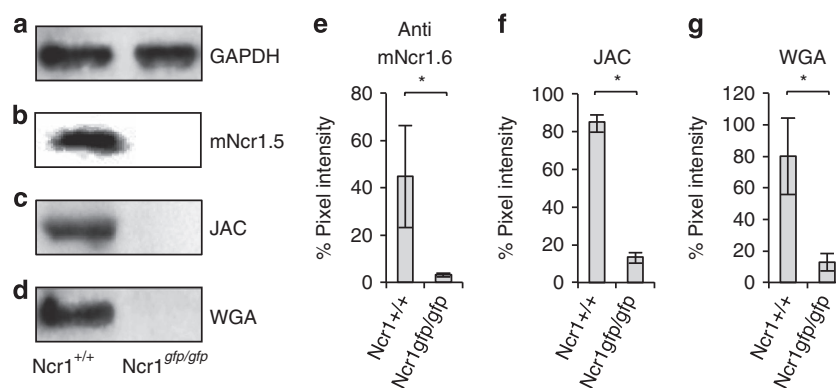 a
GAPDH
b
mNcr1.5
c
JAC
d
WGA
Ncr1+/+
Ncr1gfp/gfp
e
Anti
mNcr1.6
*
80
60
40
20
0
% Pixel intensity
Ncr1+/+
Ncr1gfp/gfp
f
JAC
*
100
80
60
40
20
0
% Pixel intensity
Ncr1+/+
Ncr1gfp/gfp
g
WGA
*
120
100
80
60
40
20
0
% Pixel intensity
Ncr1+/+
Ncr1gfp/gfp